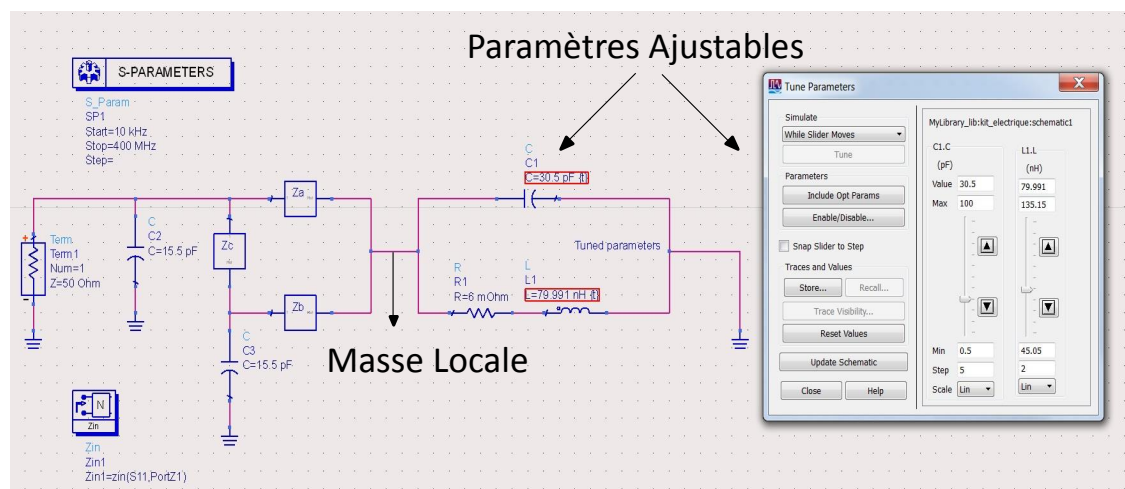 Paramètres Ajustables
S-PARAMETERS
S_Param
SP1
Start=10 kHz
Stop=400 MHz
Step=
Term
Term1
Num=1
Z=50 Ohm
C
C2
C=15.5 pF
Za
Zc
Zb
C
C3
C=15.5 pF
Masse Locale
C
C1
C=30.5 pF {t}
Tuned parameters
R
R1
R=6 mOhm
L
L1
L=79.991 nH {t}
N
Zin
Zin
Zin1
Zin1=zin(S11,PortZ1)
Tune Parameters
Simulate
While Slider Moves
Tune
Parameters
Include Opt Params
Enable/Disable...
Snap Slider to Step
Traces and Values
Store... Recall...
Trace Visibility...
Reset Values
Update Schematic
Close Help
MyLibrary_lib:kit_electrique:schematic1
C1.C L1.L
(pF) (nH)
Value 30.5 79.991
Max 100 135.15
Min 0.5 45.05
Step 5 2
Scale Lin Lin